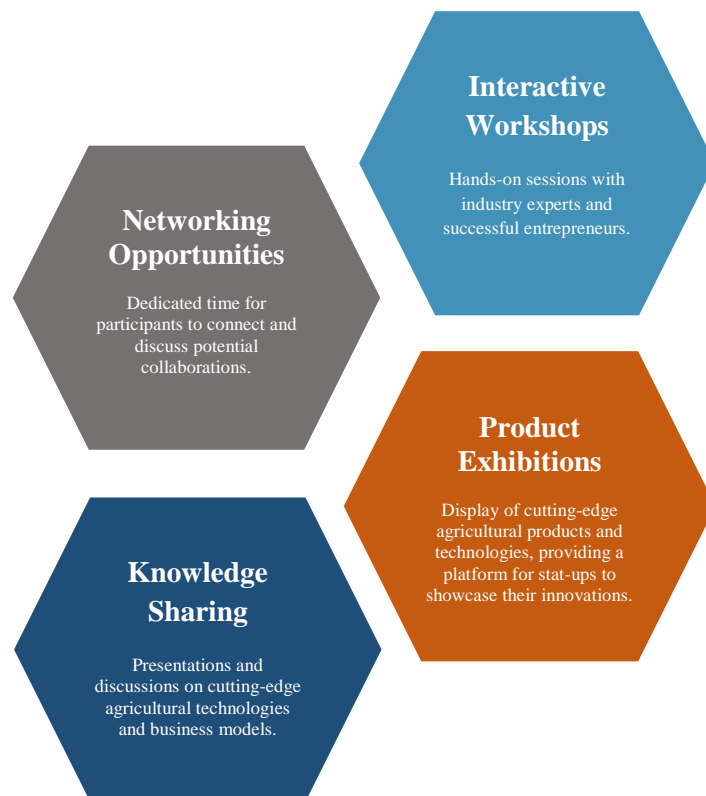 Interactive
Workshops
Hands-on sessions with
industry experts and
successful entrepreneurs.
Networking
Opportunities
Dedicated time for
participants to connect and
discuss potential
collaborations.
Product
Exhibitions
Display of cutting-edge
agricultural products and
technologies, providing a
platform for stat-ups to
showcase their innovations.
Knowledge
Sharing
Presentations and
discussions on cutting-edge
agricultural technologies
and business models.